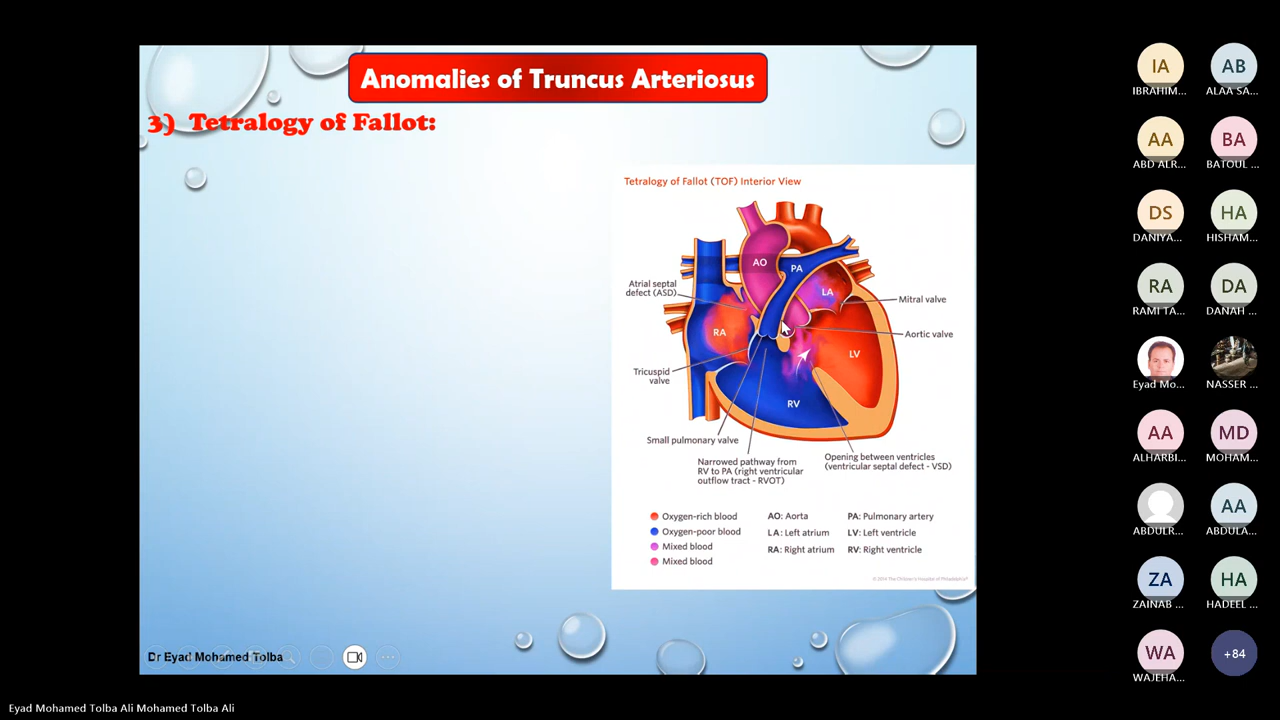 Anomalies of Truncus Arteriosus
3) Tetralogy of Fallot:
Tetralogy of Fallot (TOF) Interior View
AO
PA
LA
RA
LV
RV
Atrial septal
defect (ASD)
Mitral valve
Aortic valve
Tricuspid
valve
Small pulmonary valve
Narrowed pathway from
RV to PA (right ventricular
outflow tract - RVOT)
Opening between ventricles
(ventricular septal defect - VSD)
Oxygen-rich blood
Oxygen-poor blood
Mixed blood
Mixed blood
AO: Aorta
LA: Left atrium
RA: Right atrium
PA: Pulmonary artery
LV: Left ventricle
RV: Right ventricle
Dr Eyad Mohamed Tolba
IA
IBRAHIM...
AB
ALAA SA...
AA
ABD ALR...
BA
BATOUL ...
DS
DANIYA...
HA
HISHAM...
RA
RAMI TA...
DA
DANAH ...
Eyad Mo...
NASSER ...
AA
ALHARBI...
MD
MOHAM...
ABDULR...
AA
ABDULA...
ZA
ZAINAB ...
HA
HADEEL ...
WA
WAJEHA...
+84
Eyad Mohamed Tolba Ali Mohamed Tolba Ali